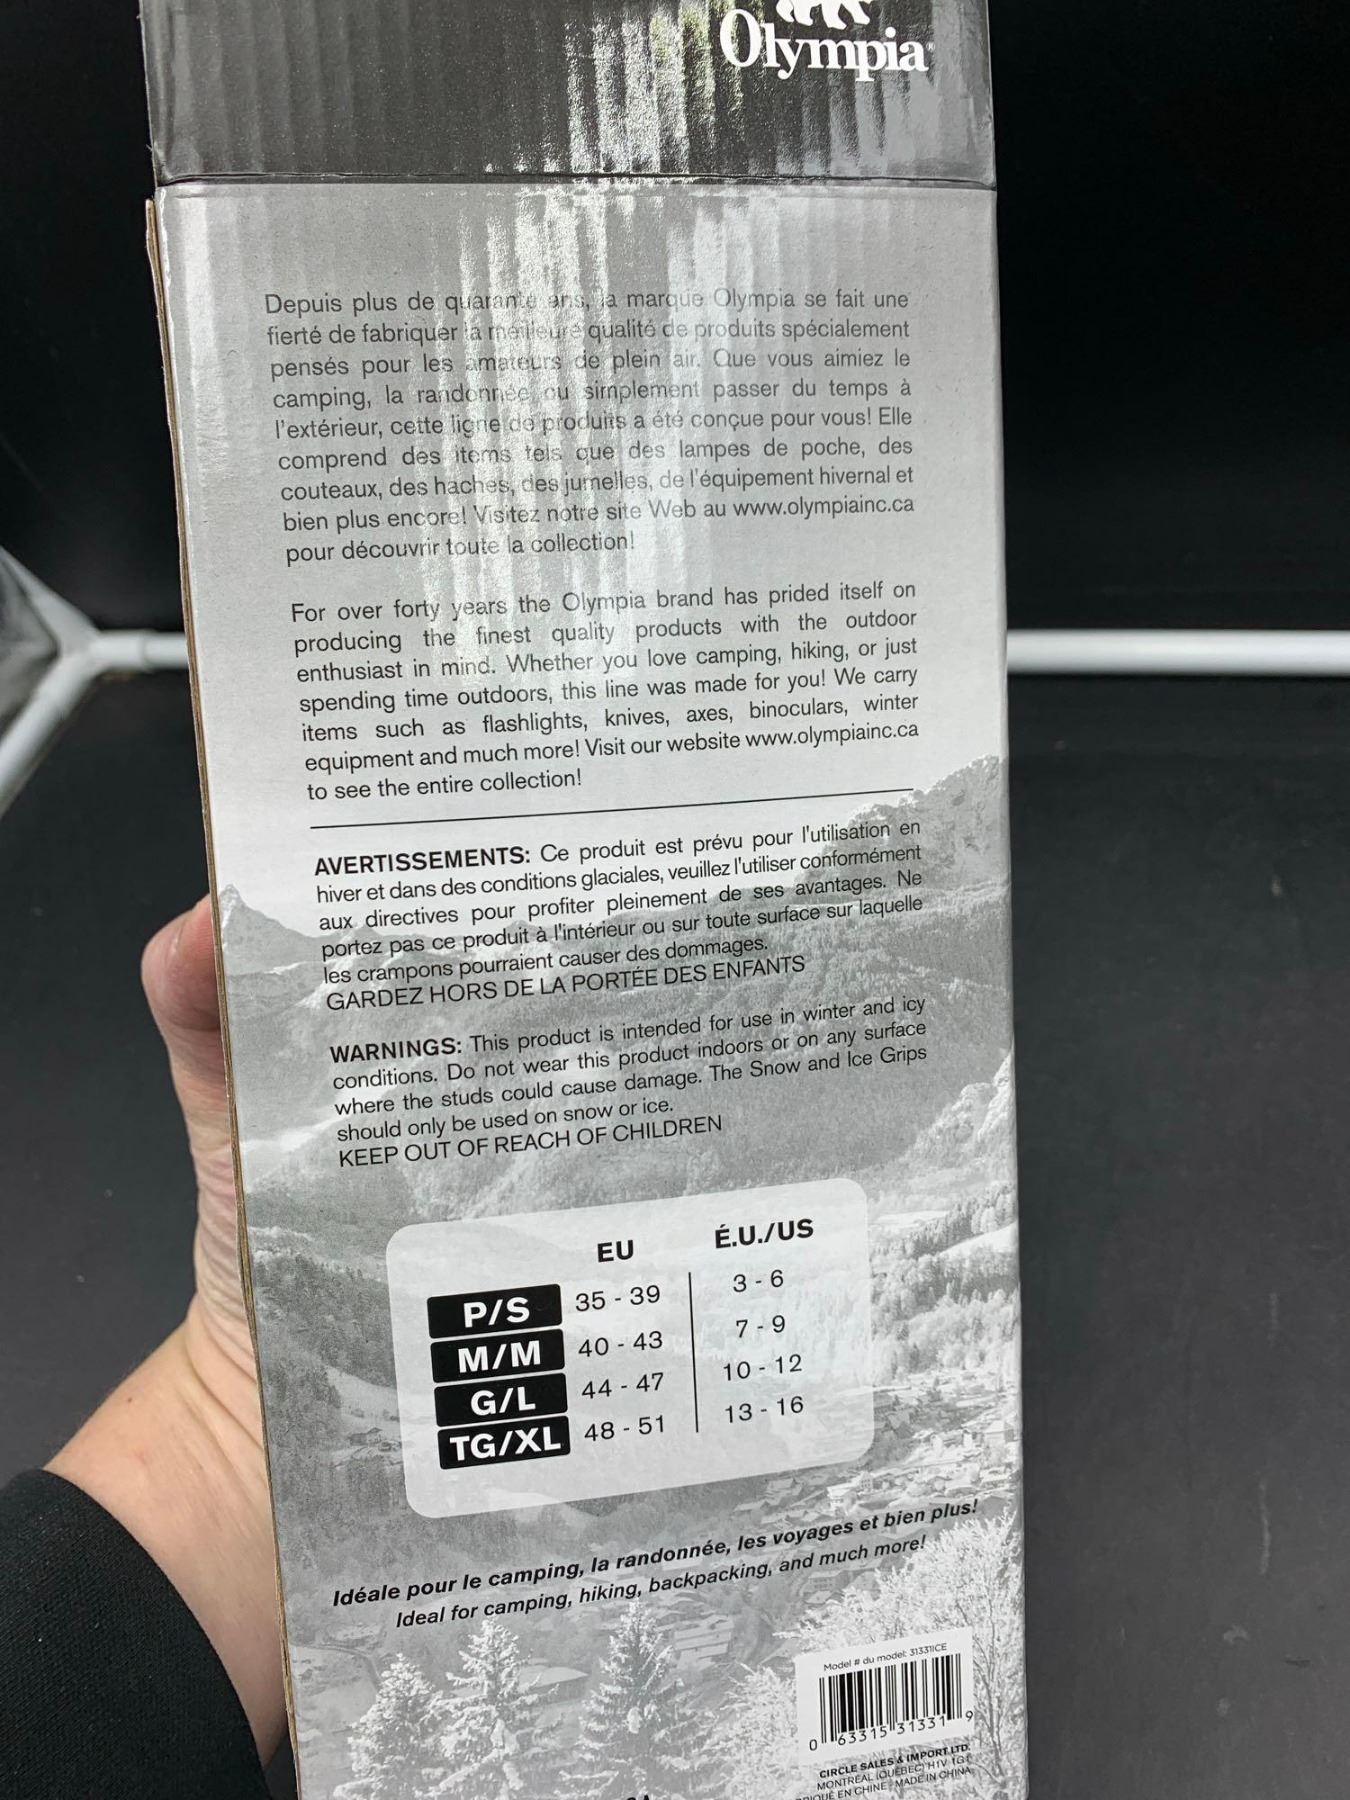 Olympia
Depuis plus de quarante ans, la marque Olympia se fait une
fierté de fabriquer la meilleure qualité de produits spécialement
pensés pour les amateurs de plein air. Que vous aimiez le
camping, la randonnée ou simplement passer du temps à
l'extérieur, cette ligne de produits a été conçue pour vous! Elle
comprend des items tels que des lampes de poche, des
couteaux, des haches, des jumelles, de l'équipement hivernal et
bien plus encore! Visitez notre site Web au www.olympiainc.ca
pour découvrir toute la collection!
For over forty years the Olympia brand has prided itself on
producing the finest quality products with the outdoor
enthusiast in mind. Whether you love camping, hiking, or just
spending time outdoors, this line was made for you! We carry
items such as flashlights, knives, axes, binoculars, winter
equipment and much more! Visit our website www.olympiainc.ca
to see the entire collection!
AVERTISSEMENTS: Ce produit est prévu pour l'utilisation en
hiver et dans des conditions glaciales, veuillez l'utiliser conformément
aux directives pour profiter pleinement de ses avantages. Ne
portez pas ce produit à l'intérieur ou sur toute surface sur laquelle
les crampons pourraient causer des dommages.
GARDEZ HORS DE LA PORTÉE DES ENFANTS
WARNINGS: This product is intended for use in winter and icy
conditions. Do not wear this product indoors or on any surface
where the studs could cause damage. The Snow and Ice Grips
should only be used on snow or ice.
KEEP OUT OF REACH OF CHILDREN
EU É.U./US
P/S 35 - 39 3 - 6
M/M 40 - 43 7 - 9
G/L 44 - 47 10 - 12
TG/XL 48 - 51 13 - 16
Idéale pour le camping, la randonnée, les voyages et bien plus!
Ideal for camping, hiking, backpacking, and much more!
Model # du model: 31331ICE
0 63315 31331 9
CIRCLE SALES & IMPORT LTD.
MONTRÉAL (QUÉBEC) H1V 1G1
EN CHINE - MADE IN CHINA